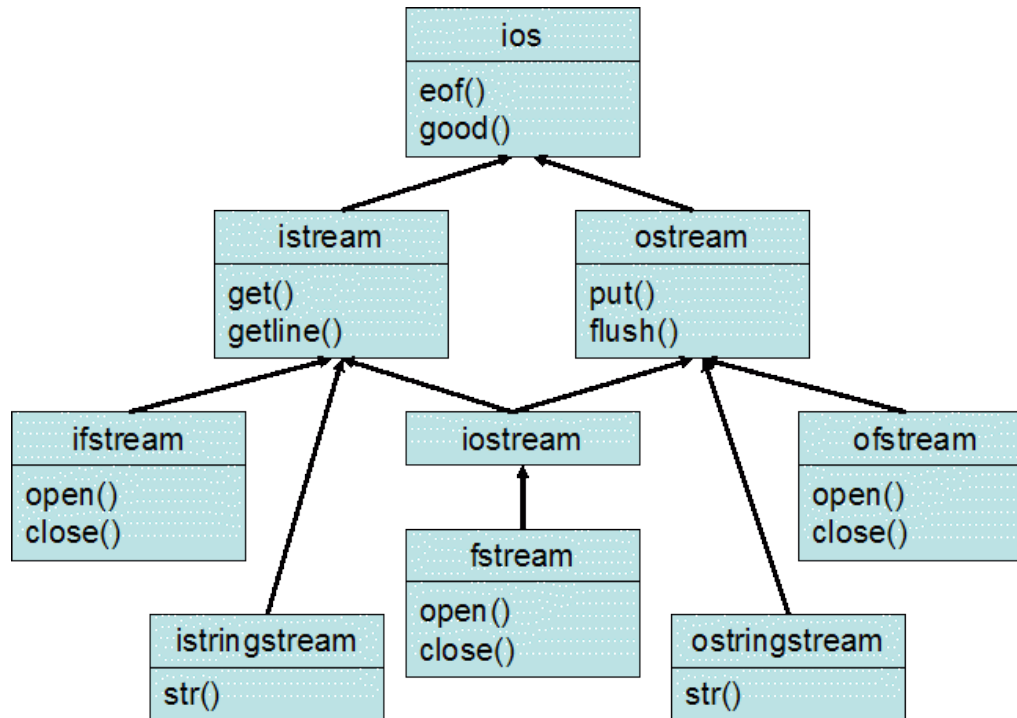 ios
eof()
good()
istream
get()
getline()
ostream
put()
flush()
ifstream
open()
close()
iostream
ofstream
open()
close()
fstream
open()
close()
istringstream
str()
ostringstream
str()